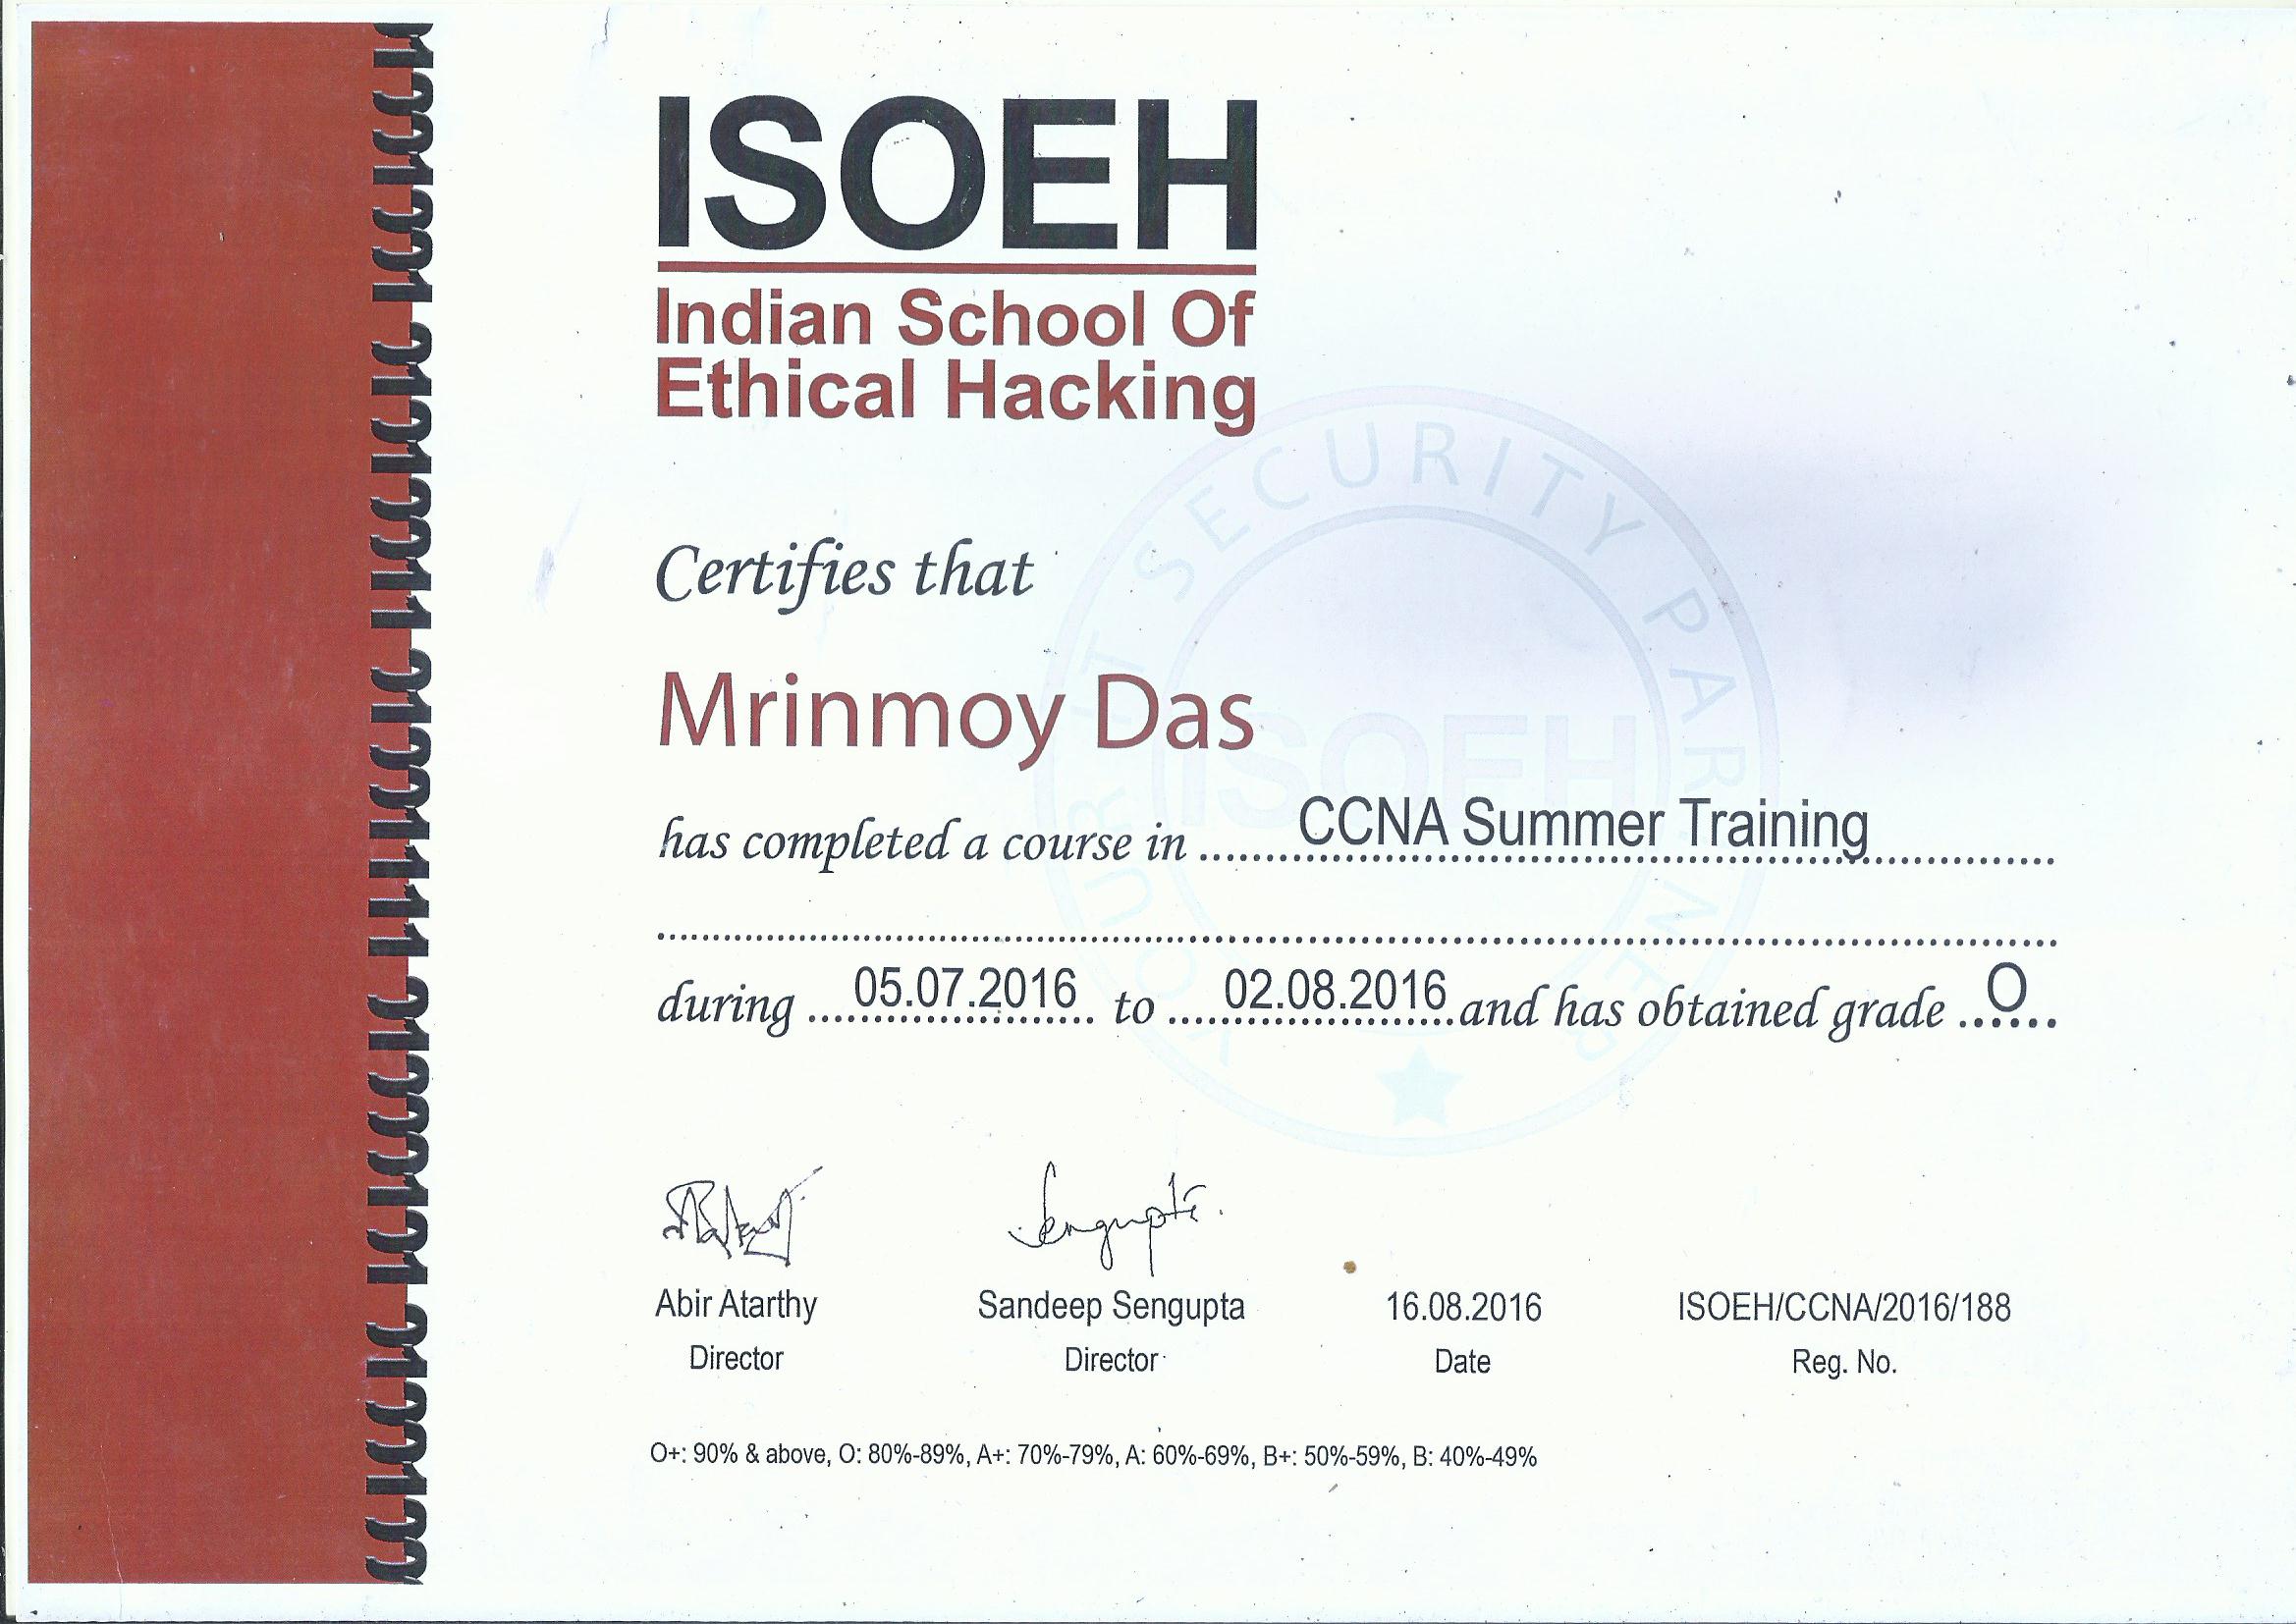 ISOEH
Indian School Of
Ethical Hacking
Certifies that
Mrinmoy Das
has completed a course in ........ CCNA Summer Training ........
during ... 05.07.2016 to ... 02.08.2016 and has obtained grade ... O ...
Sengupta.
Abir Atarthy Sandeep Sengupta 16.08.2016 ISOEH/CCNA/2016/188
Director Director Date Reg. No.
O+: 90% & above, O: 80%-89%, A+: 70%-79%, A: 60%-69%, B+: 50%-59%, B: 40%-49%
YOUR IT SECURITY PARTNER
ISOEH